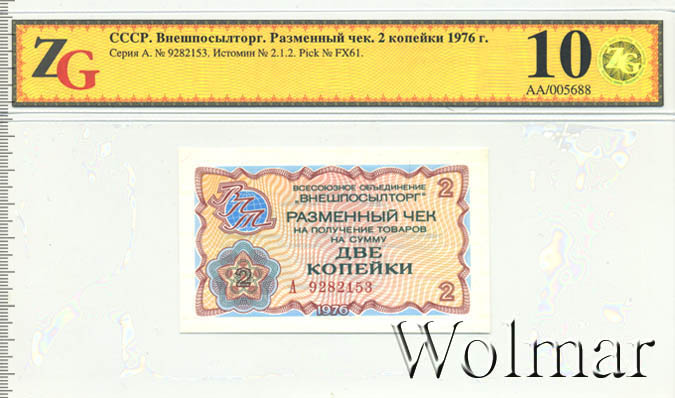 ZG
СССР. Внешпосылторг. Разменный чек. 2 копейки 1976 г.
Серия А. № 9282153. Истомин № 2.1.2. Pick № FX61.
10
ZG
AA/005688
ВПТ
ВСЕСОЮЗНОЕ ОБЪЕДИНЕНИЕ
"ВНЕШПОСЫЛТОРГ"
2
РАЗМЕННЫЙ ЧЕК
НА ПОЛУЧЕНИЕ ТОВАРОВ
НА СУММУ
ДВЕ
КОПЕЙКИ
2
А 9282153
2
1976
Wolmar